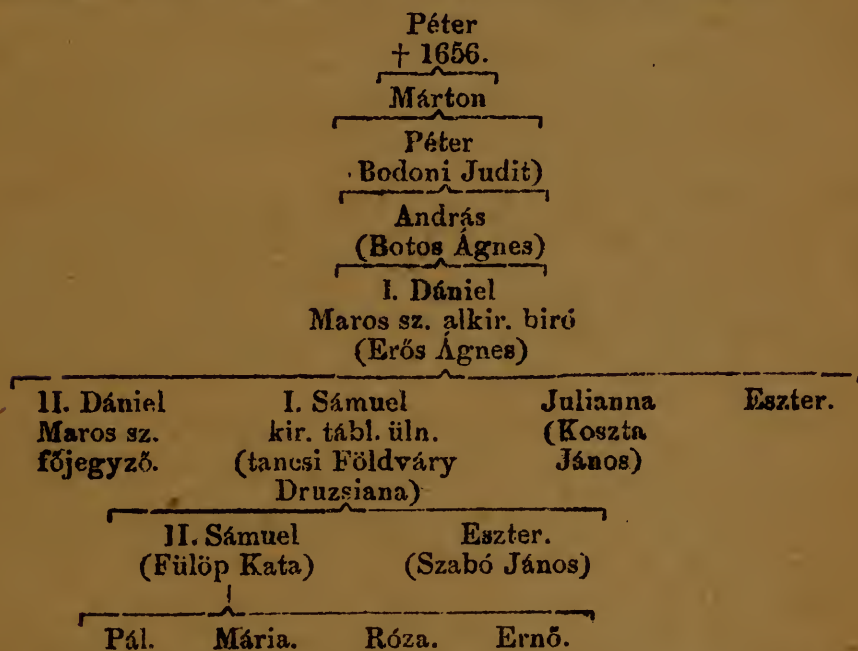 Péter
† 1656.
Márton
Péter
Bodoni Judit)
András
(Botos Ágnes)
I. Dániel
Maros sz. alkir. biró
(Erős Ágnes)
II. Dániel I. Sámuel Julianna Eszter.
Maros sz. kir. tábl. üln. (Koszta
főjegyző. (tancsi Földváry János)
Druzsiana)
II. Sámuel Eszter.
(Fülöp Kata) (Szabó János)
Pál. Mária. Róza. Ernő.